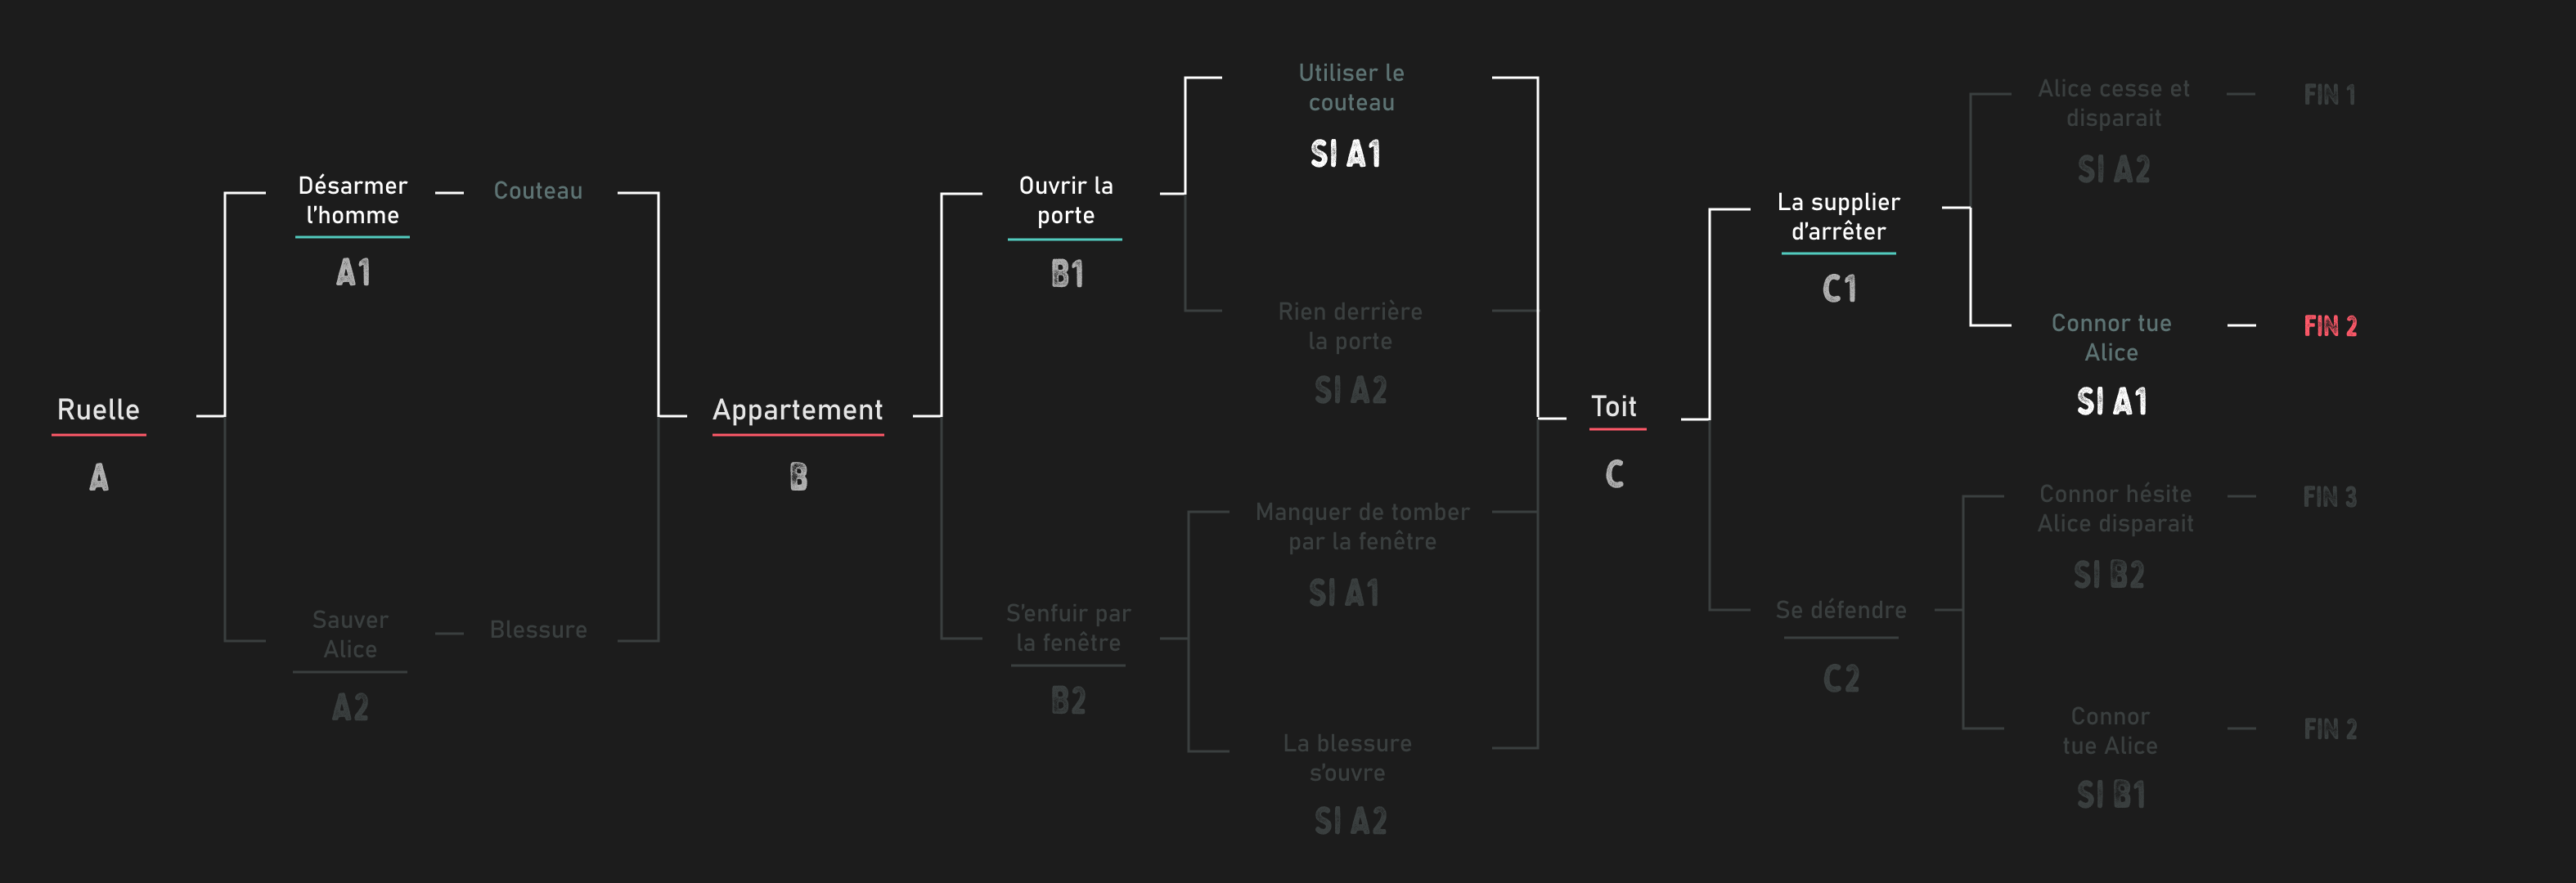 Ruelle
A
Désarmer
l'homme
A1
Couteau
Sauver
Alice
A2
Blessure
Appartement
B
Ouvrir la
porte
B1
Utiliser le
couteau
SI A1
Rien derrière
la porte
SI A2
S'enfuir par
la fenêtre
B2
Manquer de tomber
par la fenêtre
SI A1
La blessure
s'ouvre
SI A2
Toit
C
La supplier
d'arrêter
C1
Alice cesse et
disparait
SI A2
FIN 1
Connor tue
Alice
SI A1
FIN 2
Se défendre
C2
Connor hésite
Alice disparait
SI B2
FIN 3
Connor
tue Alice
SI B1
FIN 2